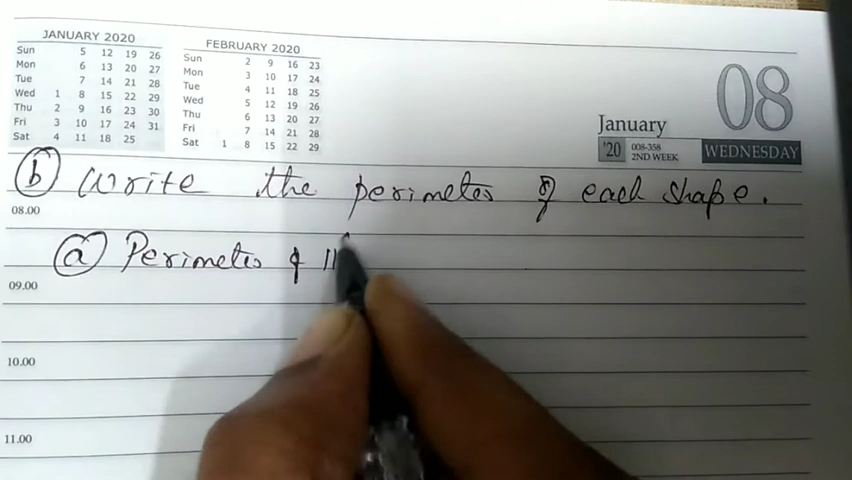 JANUARY 2020
Sun 5 12 19 26
Mon 6 13 20 27
Tue 7 14 21 28
Wed 1 8 15 22 29
Thu 2 9 16 23 30
Fri 3 10 17 24 31
Sat 4 11 18 25
FEBRUARY 2020
Sun 2 9 16 23
Mon 3 10 17 24
Tue 4 11 18 25
Wed 5 12 19 26
Thu 6 13 20 27
Fri 7 14 21 28
Sat 1 8 15 22 29
08
January
'20 008-358 2ND WEEK WEDNESDAY
(b) Write the perimeter of each shape.
08.00
(a) Perimeter of
09.00
10.00
11.00